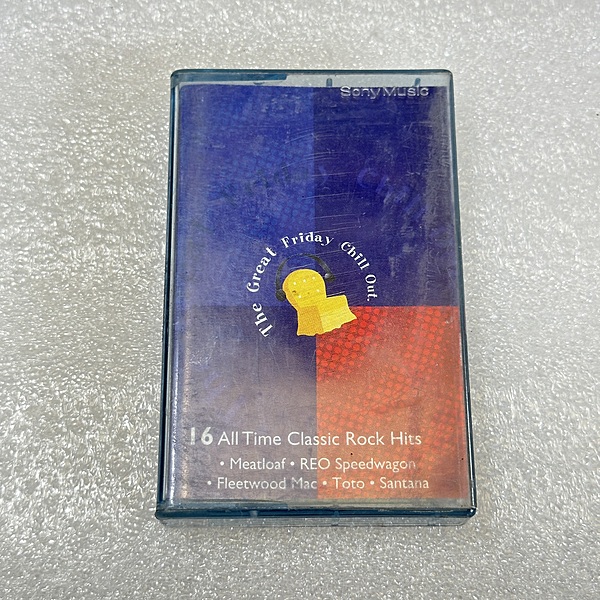 Sony Music
The Great Friday Chill Out.
16 All Time Classic Rock Hits
• Meatloaf • REO Speedwagon
• Fleetwood Mac • Toto • Santana